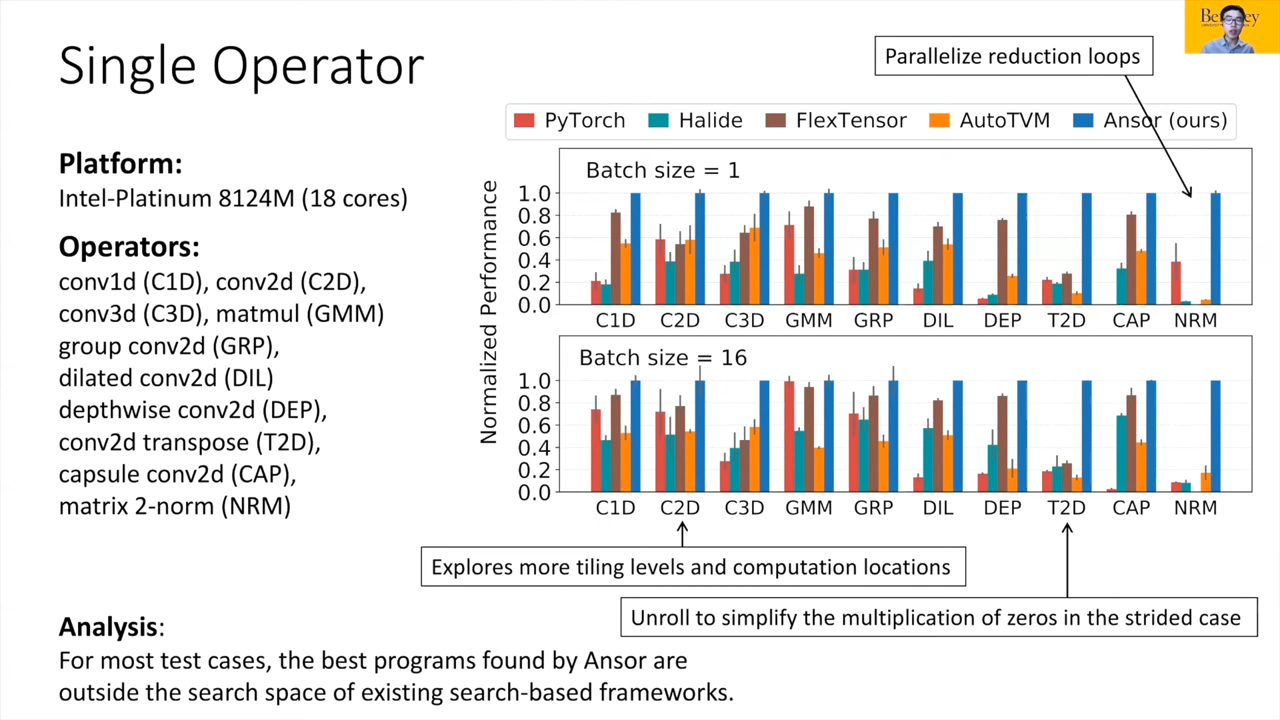 Single Operator
Parallelize reduction loops
PyTorch Halide FlexTensor AutoTVM Ansor (ours)
Platform:
Intel-Platinum 8124M (18 cores)
Operators:
conv1d (C1D), conv2d (C2D),
conv3d (C3D), matmul (GMM)
group conv2d (GRP),
dilated conv2d (DIL)
depthwise conv2d (DEP),
conv2d transpose (T2D),
capsule conv2d (CAP),
matrix 2-norm (NRM)
Normalized Performance
Batch size = 1
1.0
0.8
0.6
0.4
0.2
0.0
C1D C2D C3D GMM GRP DIL DEP T2D CAP NRM
Batch size = 16
1.0
0.8
0.6
0.4
0.2
0.0
C1D C2D C3D GMM GRP DIL DEP T2D CAP NRM
Explores more tiling levels and computation locations
Unroll to simplify the multiplication of zeros in the strided case
Analysis:
For most test cases, the best programs found by Ansor are
outside the search space of existing search-based frameworks.